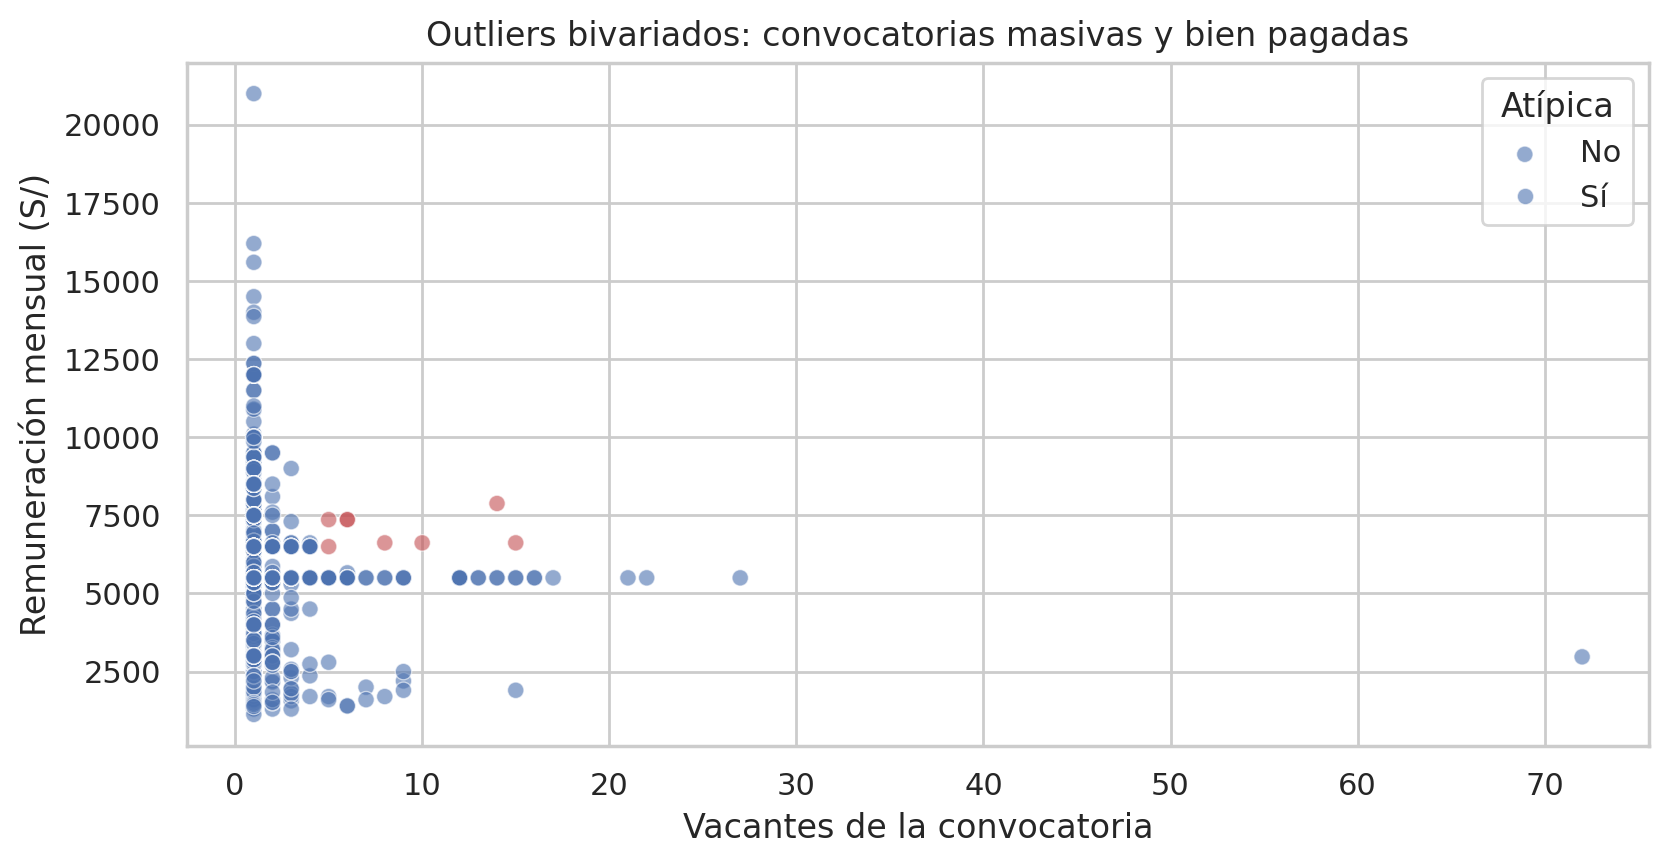 Outliers bivariados: convocatorias masivas y bien pagadas
Atípica
No
Sí
Remuneración mensual (S/)
20000
17500
15000
12500
10000
7500
5000
2500
0 10 20 30 40 50 60 70
Vacantes de la convocatoria